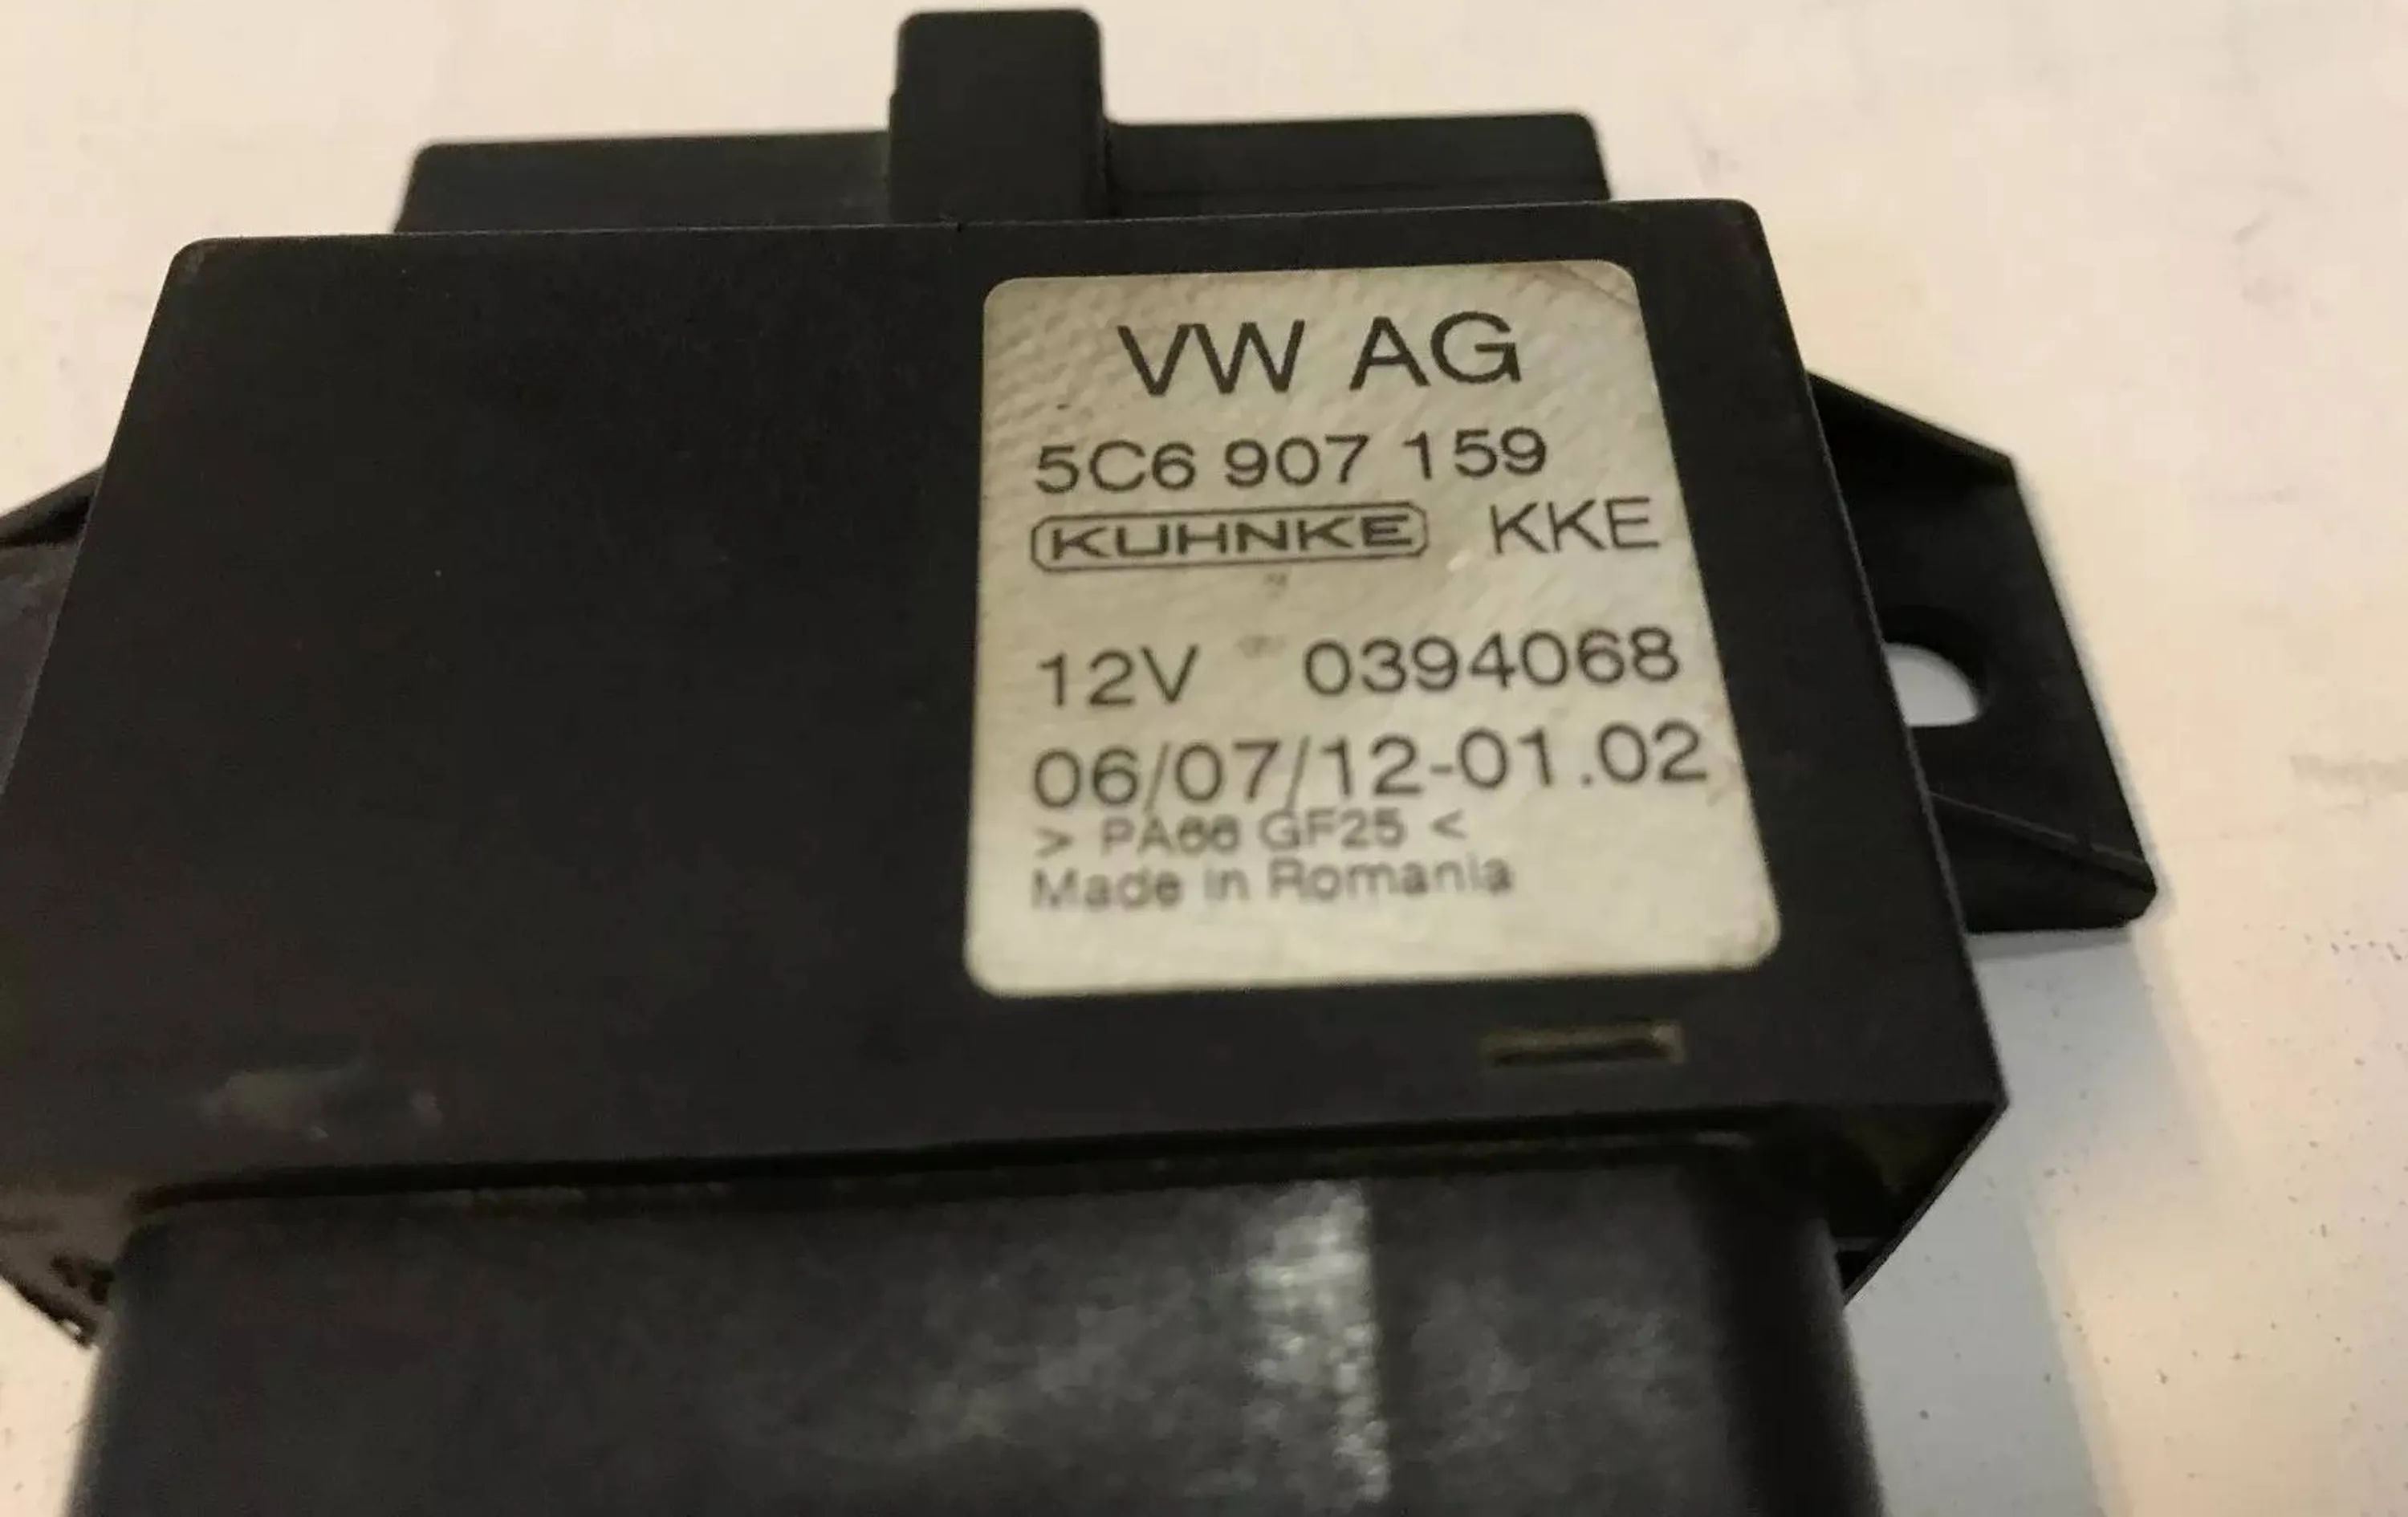 VW AG
5C6 907 159
KUHNKE KKE
12V 0394068
06/07/12-01.02
> PA66 GF25 <
Made in Romania